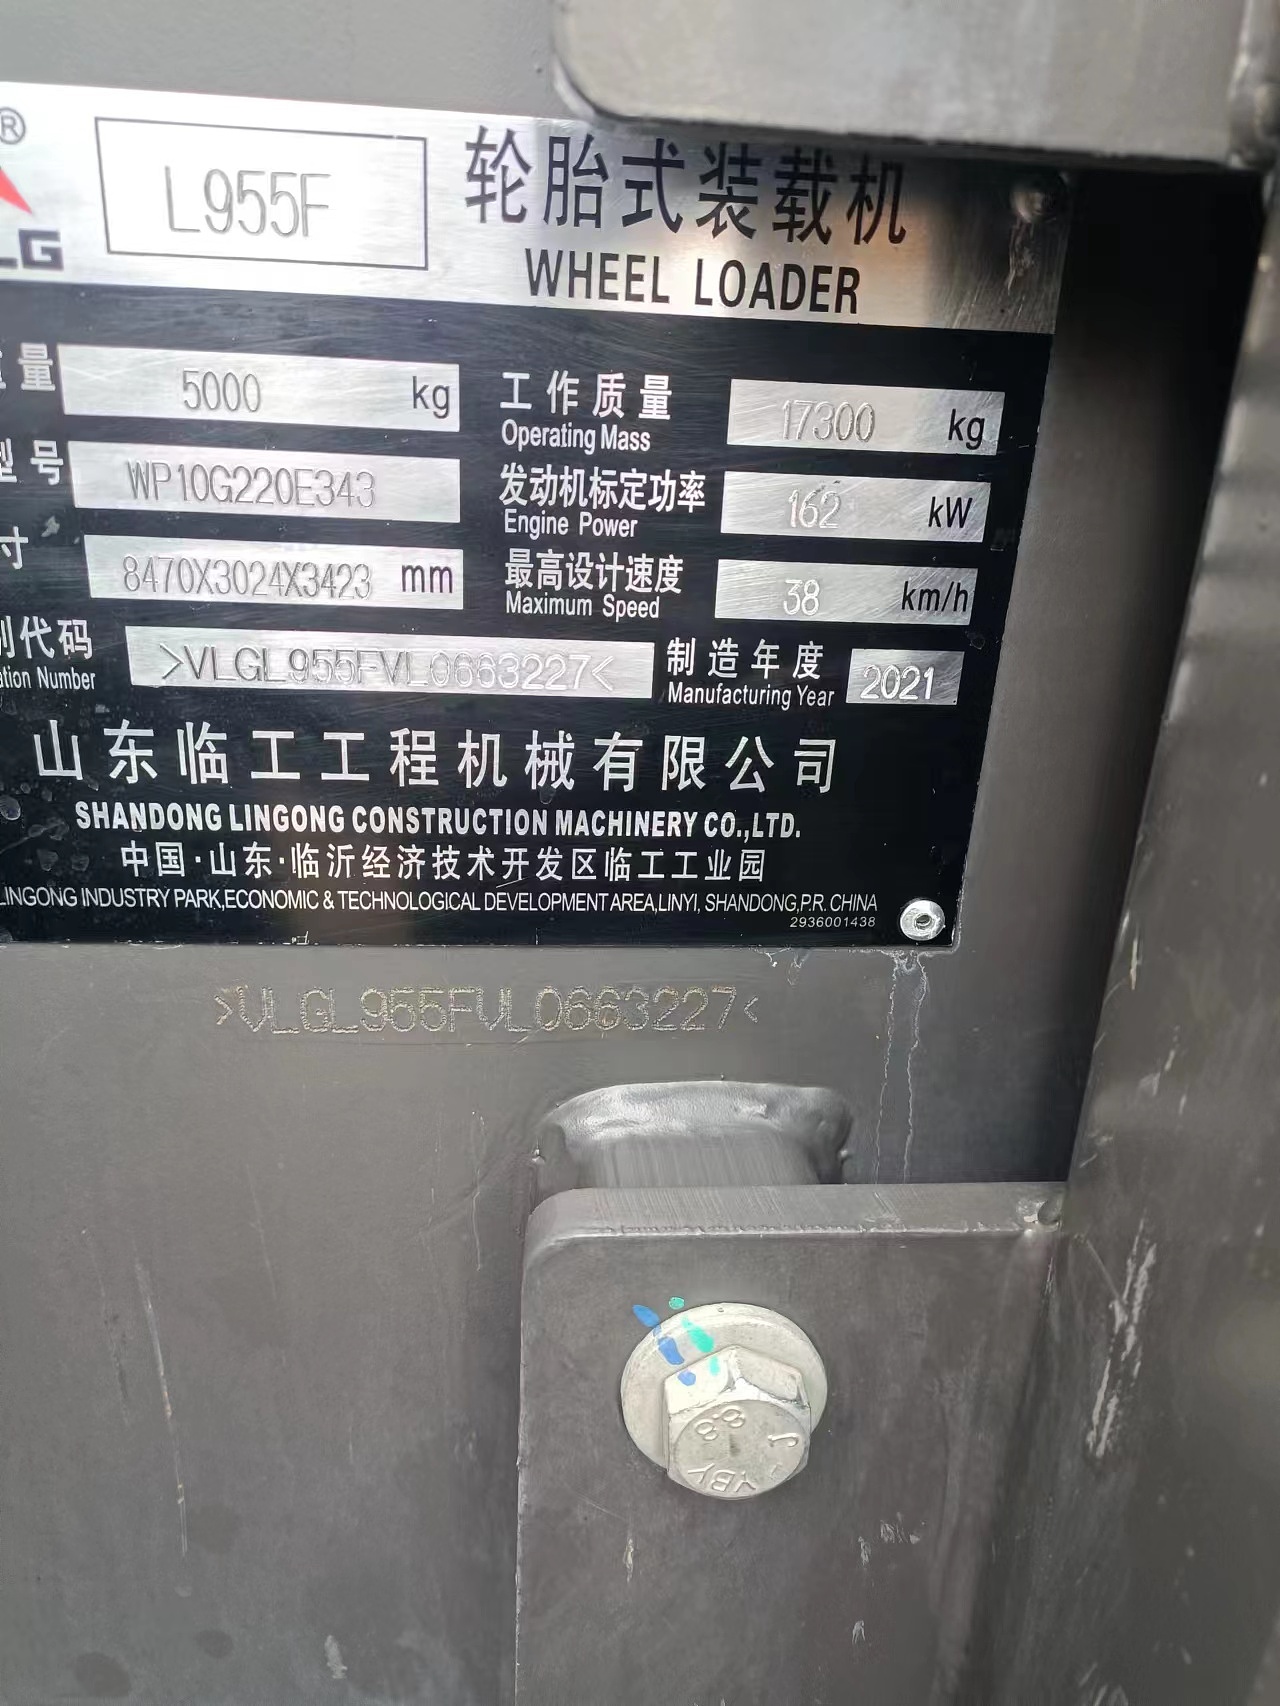 ®
L955F
轮胎式装载机
WHEEL LOADER
LG
量 5000 kg
工作质量 17300 kg
Operating Mass
型号 WP10G220E343
发动机标定功率 162 kW
Engine Power
寸 8470X3024X3423 mm
最高设计速度 38 km/h
Maximum Speed
别代码 >VLGL955FVL0663227<
Number
制造年度 2021
Manufacturing Year
山东临工工程机械有限公司
SHANDONG LINGONG CONSTRUCTION MACHINERY CO.,LTD.
中国·山东·临沂经济技术开发区临工工业园
LINGONG INDUSTRY PARK,ECONOMIC & TECHNOLOGICAL DEVELOPMENT AREA,LINYI, SHANDONG,P.R. CHINA
2936001438
>VLGL955FVL0663227<
8.8
YBY